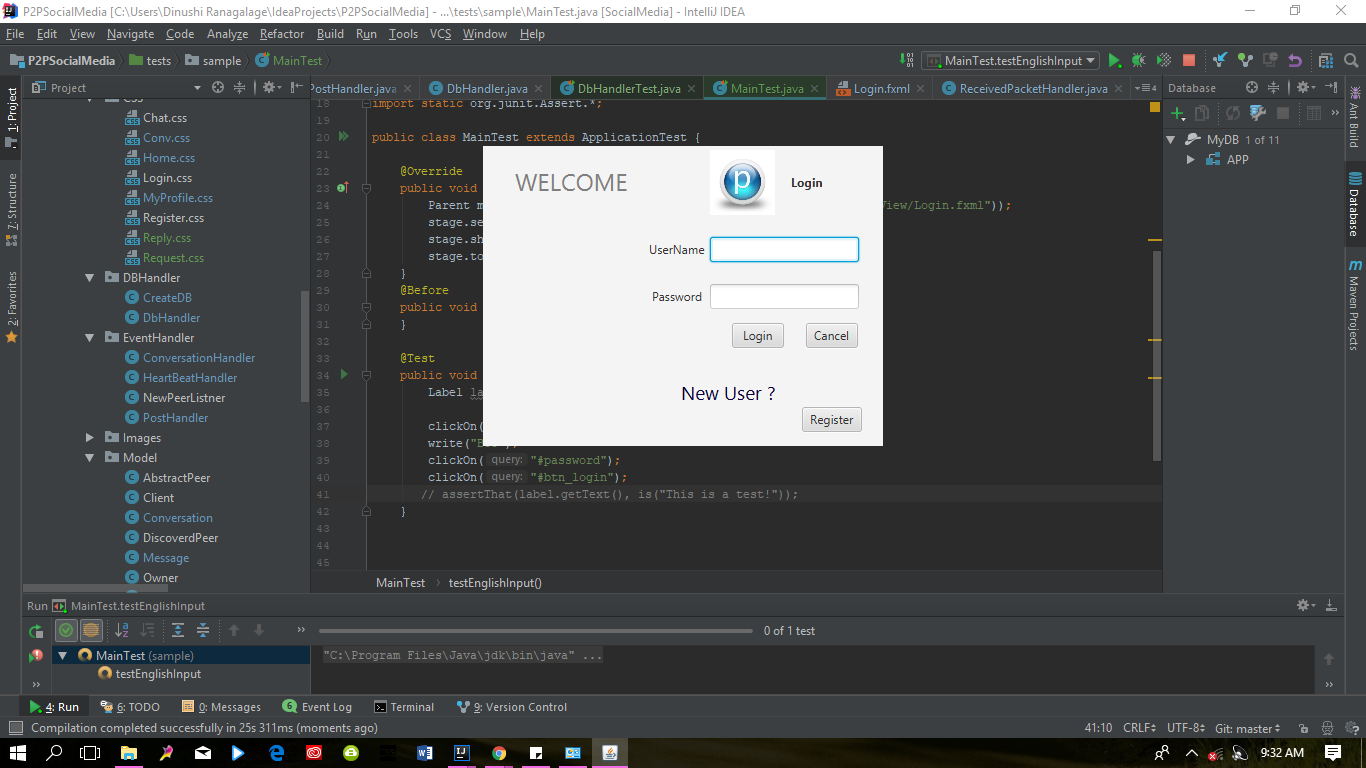 P2PSocialMedia [C:\Users\Dinushi Ranagalage\IdeaProjects\P2PSocialMedia] - ...\tests\sample\MainTest.java [SocialMedia] - IntelliJ IDEA
File Edit View Navigate Code Analyze Refactor Build Run Tools VCS Window Help
P2PSocialMedia tests sample MainTest MainTest.testEnglishInput
1: Project
7: Structure
2: Favorites
Project
Css
Chat.css
Conv.css
Home.css
Login.css
MyProfile.css
Register.css
Reply.css
Request.css
DBHandler
CreateDB
DbHandler
EventHandler
ConversationHandler
HeartBeatHandler
NewPeerListner
PostHandler
Images
Model
AbstractPeer
Client
Conversation
DiscoverdPeer
Message
Owner
PostHandler.java DbHandler.java DbHandlerTest.java MainTest.java Login.fxml ReceivedPacketHandler.java 4
18 import static org.junit.Assert.*;
19
20 public class MainTest extends ApplicationTest {
21
22 @Override
23 public void
24 Parent m View/Login.fxml"));
25 stage.se
26 stage.sh
27 stage.to
28 }
29 @Before
30 public void
31 }
32
33 @Test
34 public void
35 Label la
36
37 clickOn(
38 write("
39 clickOn( query: "#password");
40 clickOn( query: "#btn_login");
41 // assertThat(label.getText(), is("This is a test!"));
42 }
43
44
45
WELCOME
p
Login
UserName
Password
Login Cancel
New User ?
Register
MainTest testEnglishInput()
Database
MyDB 1 of 11
APP
Ant Build
Database
m Maven Projects
Run MainTest.testEnglishInput
0 of 1 test
MainTest (sample)
testEnglishInput
"C:\Program Files\Java\jdk\bin\java" ...
4: Run 6: TODO 0: Messages 6 Event Log Terminal 9: Version Control
Compilation completed successfully in 25s 311ms (moments ago) 41:10 CRLF UTF-8 Git: master
9:32 AM